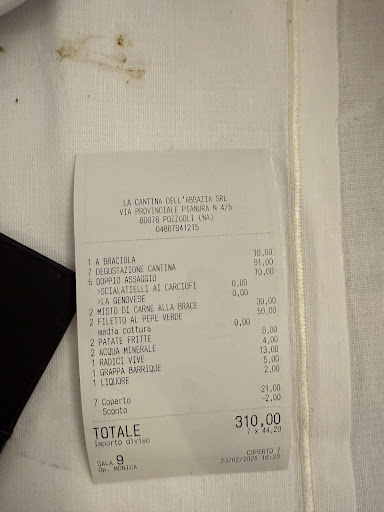 LA CANTINA DELL'ABBAZIA SRL
VIA PROVINCIALE PIANURA N 4/5
80078 POZZUOLI (NA)
04867841215
1 A BRACIOLA 18,00
7 DEGUSTAZIONE CANTINA 91,00
5 DOPPIO ASSAGGIO 70,00
>SCIALATIELLI AI CARCIOFI 0,00
>LA GENOVESE 0,00
2 MISTO DI CARNE ALLA BRACE 30,00
2 FILETTO AL PEPE VERDE 50,00
media cottura 0,00
2 PATATE FRITTE 8,00
2 ACQUA MINERALE 4,00
1 RADICI VIVE 13,00
1 GRAPPA BARRIQUE 5,00
1 LIQUORE 2,00
7 Coperto 21,00
Sconto -2,00
TOTALE 310,00
Importo diviso 7 x 44,29
SALA 9 COPERTO 7
Op. MONICA 23/02/2025 16:23